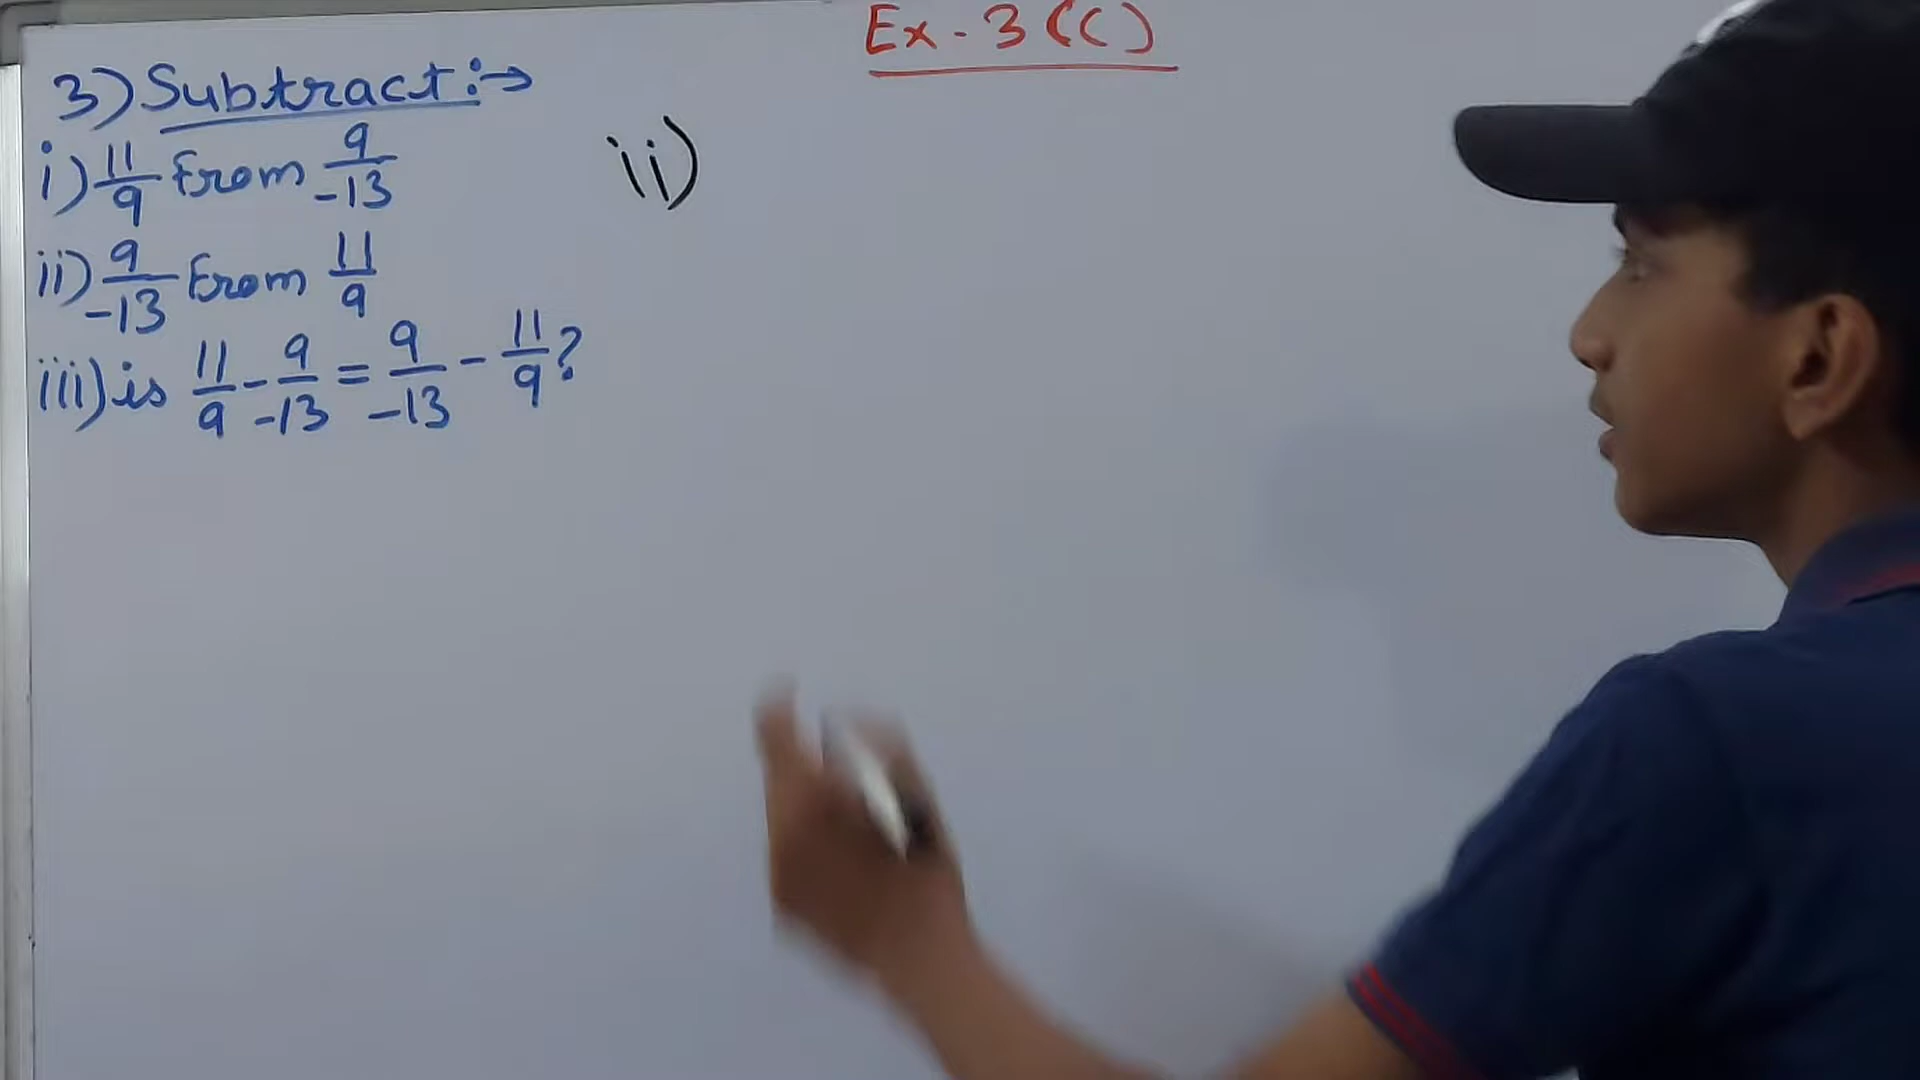 Ex - 3 (C)
3) Subtract :→
i) 11/9 From 9/-13
ii) 9/-13 From 11/9
iii) is 11/9 - 9/-13 = 9/-13 - 11/9 ?
ii)